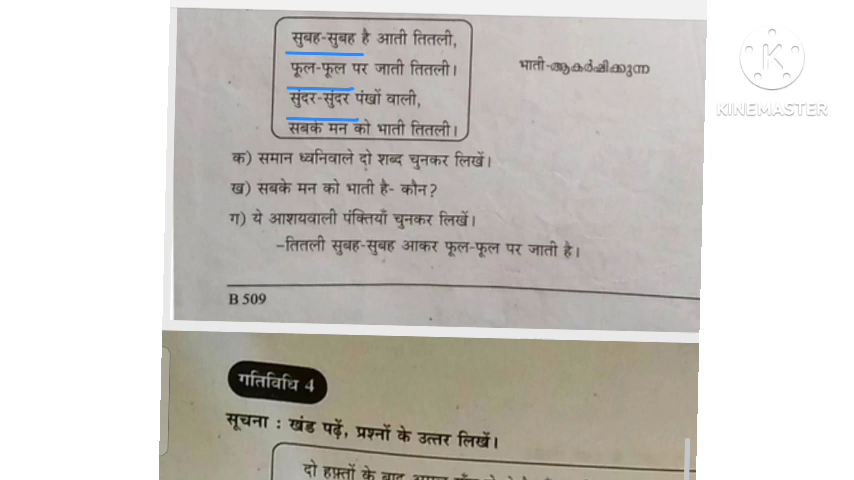 सुबह-सुबह है आती तितली,
फूल-फूल पर जाती तितली।
सुंदर-सुंदर पंखों वाली,
सबके मन को भाती तितली।
भाती-ആകർഷിക്കുന്ന
KINEMASTER
क) समान ध्वनिवाले दो शब्द चुनकर लिखें।
ख) सबके मन को भाती है- कौन?
ग) ये आशयवाली पंक्तियाँ चुनकर लिखें।
–तितली सुबह-सुबह आकर फूल-फूल पर जाती है।
B 509
गतिविधि 4
सूचना : खंड पढ़ें, प्रश्नों के उत्तर लिखें।
दो हफ़्तों के बाद